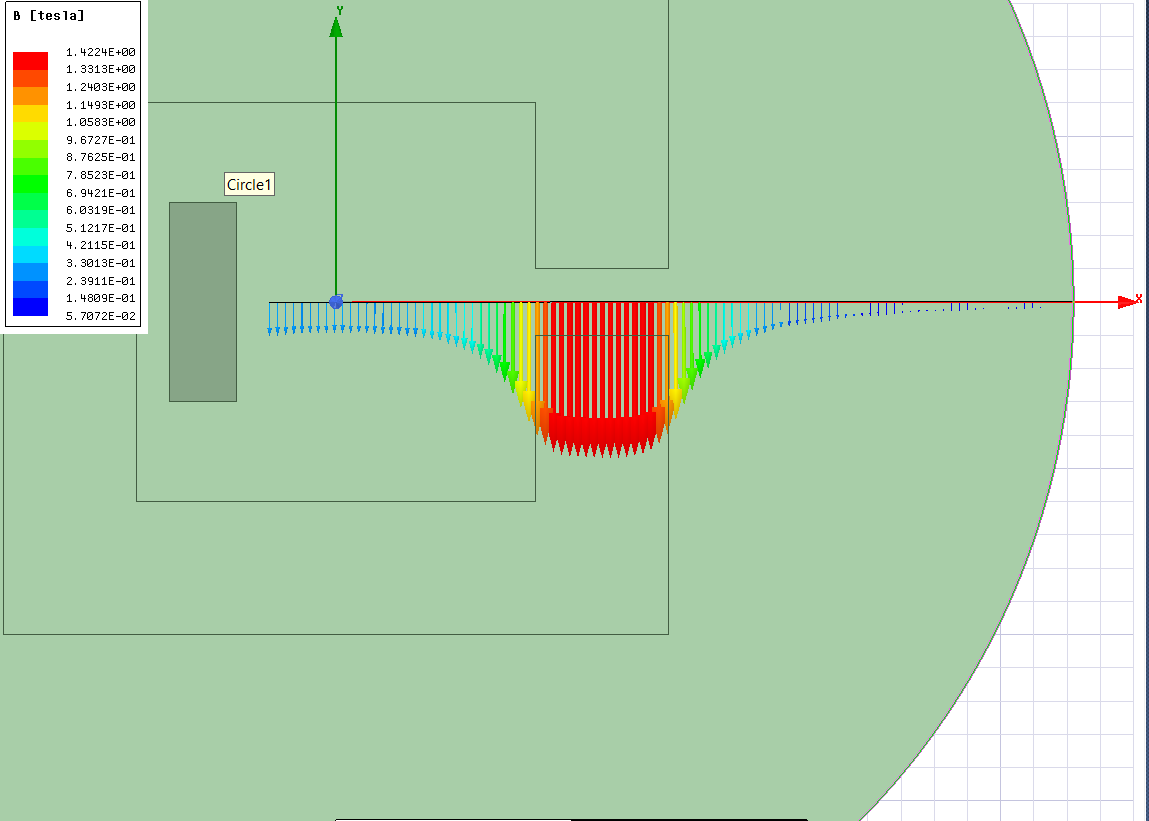 B [tesla]
1.4224E+00
1.3313E+00
1.2403E+00
1.1493E+00
1.0583E+00
9.6727E-01
8.7625E-01
7.8523E-01
6.9421E-01
6.0319E-01
5.1217E-01
4.2115E-01
3.3013E-01
2.3911E-01
1.4809E-01
5.7072E-02
Y
Circle1
Z
X